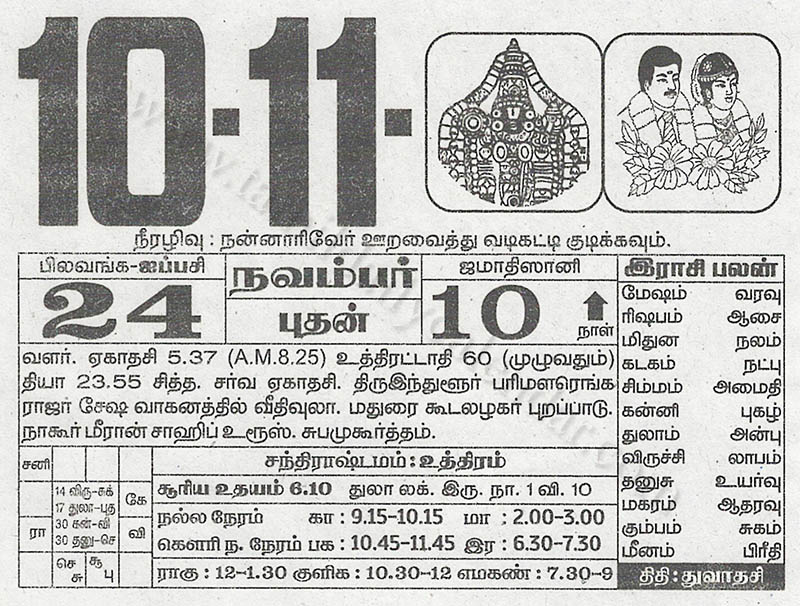 10-11-
நீரழிவு : நன்னாரிவேர் ஊறவைத்து வடிகட்டி குடிக்கவும்.
பிலவங்க-ஐப்பசி
24
நவம்பர்
புதன்
ஜமாதிஸானி
10
நாள்
வளர். ஏகாதசி 5.37 (A.M.8.25) உத்திரட்டாதி 60 (முழுவதும்)
தியா 23.55 சித்த. சர்வ ஏகாதசி. திருஇந்துளூர் பரிமளரெங்க
ராஜர் சேஷ வாகனத்தில் வீதிவுலா. மதுரை கூடலழகர் புறப்பாடு.
நாகூர் மீரான் சாஹிப் உரூஸ். சுபமுகூர்த்தம்.
சனி
ரா
14 விரு-சுக்
17 துலா-புத
30 கன்-வி
30 தனு-செ
கே
வி
செ சூ
சு பு
சந்திராஷ்டமம் : உத்திரம்
சூரிய உதயம் 6.10 துலா லக். இரு. நா. 1 வி. 10
நல்ல நேரம் கா : 9.15-10.15 மா : 2.00-3.00
கௌரி ந. நேரம் பக : 10.45-11.45 இர : 6.30-7.30
ராகு : 12-1.30 குளிக : 10.30-12 எமகண் : 7.30-9
இராசி பலன்
மேஷம் வரவு
ரிஷபம் ஆசை
மிதுன நலம்
கடகம் நட்பு
சிம்மம் அமைதி
கன்னி புகழ்
துலாம் அன்பு
விருச்சி லாபம்
தனுசு உயர்வு
மகரம் ஆதரவு
கும்பம் சுகம்
மீனம் பிரீதி
திதி : துவாதசி